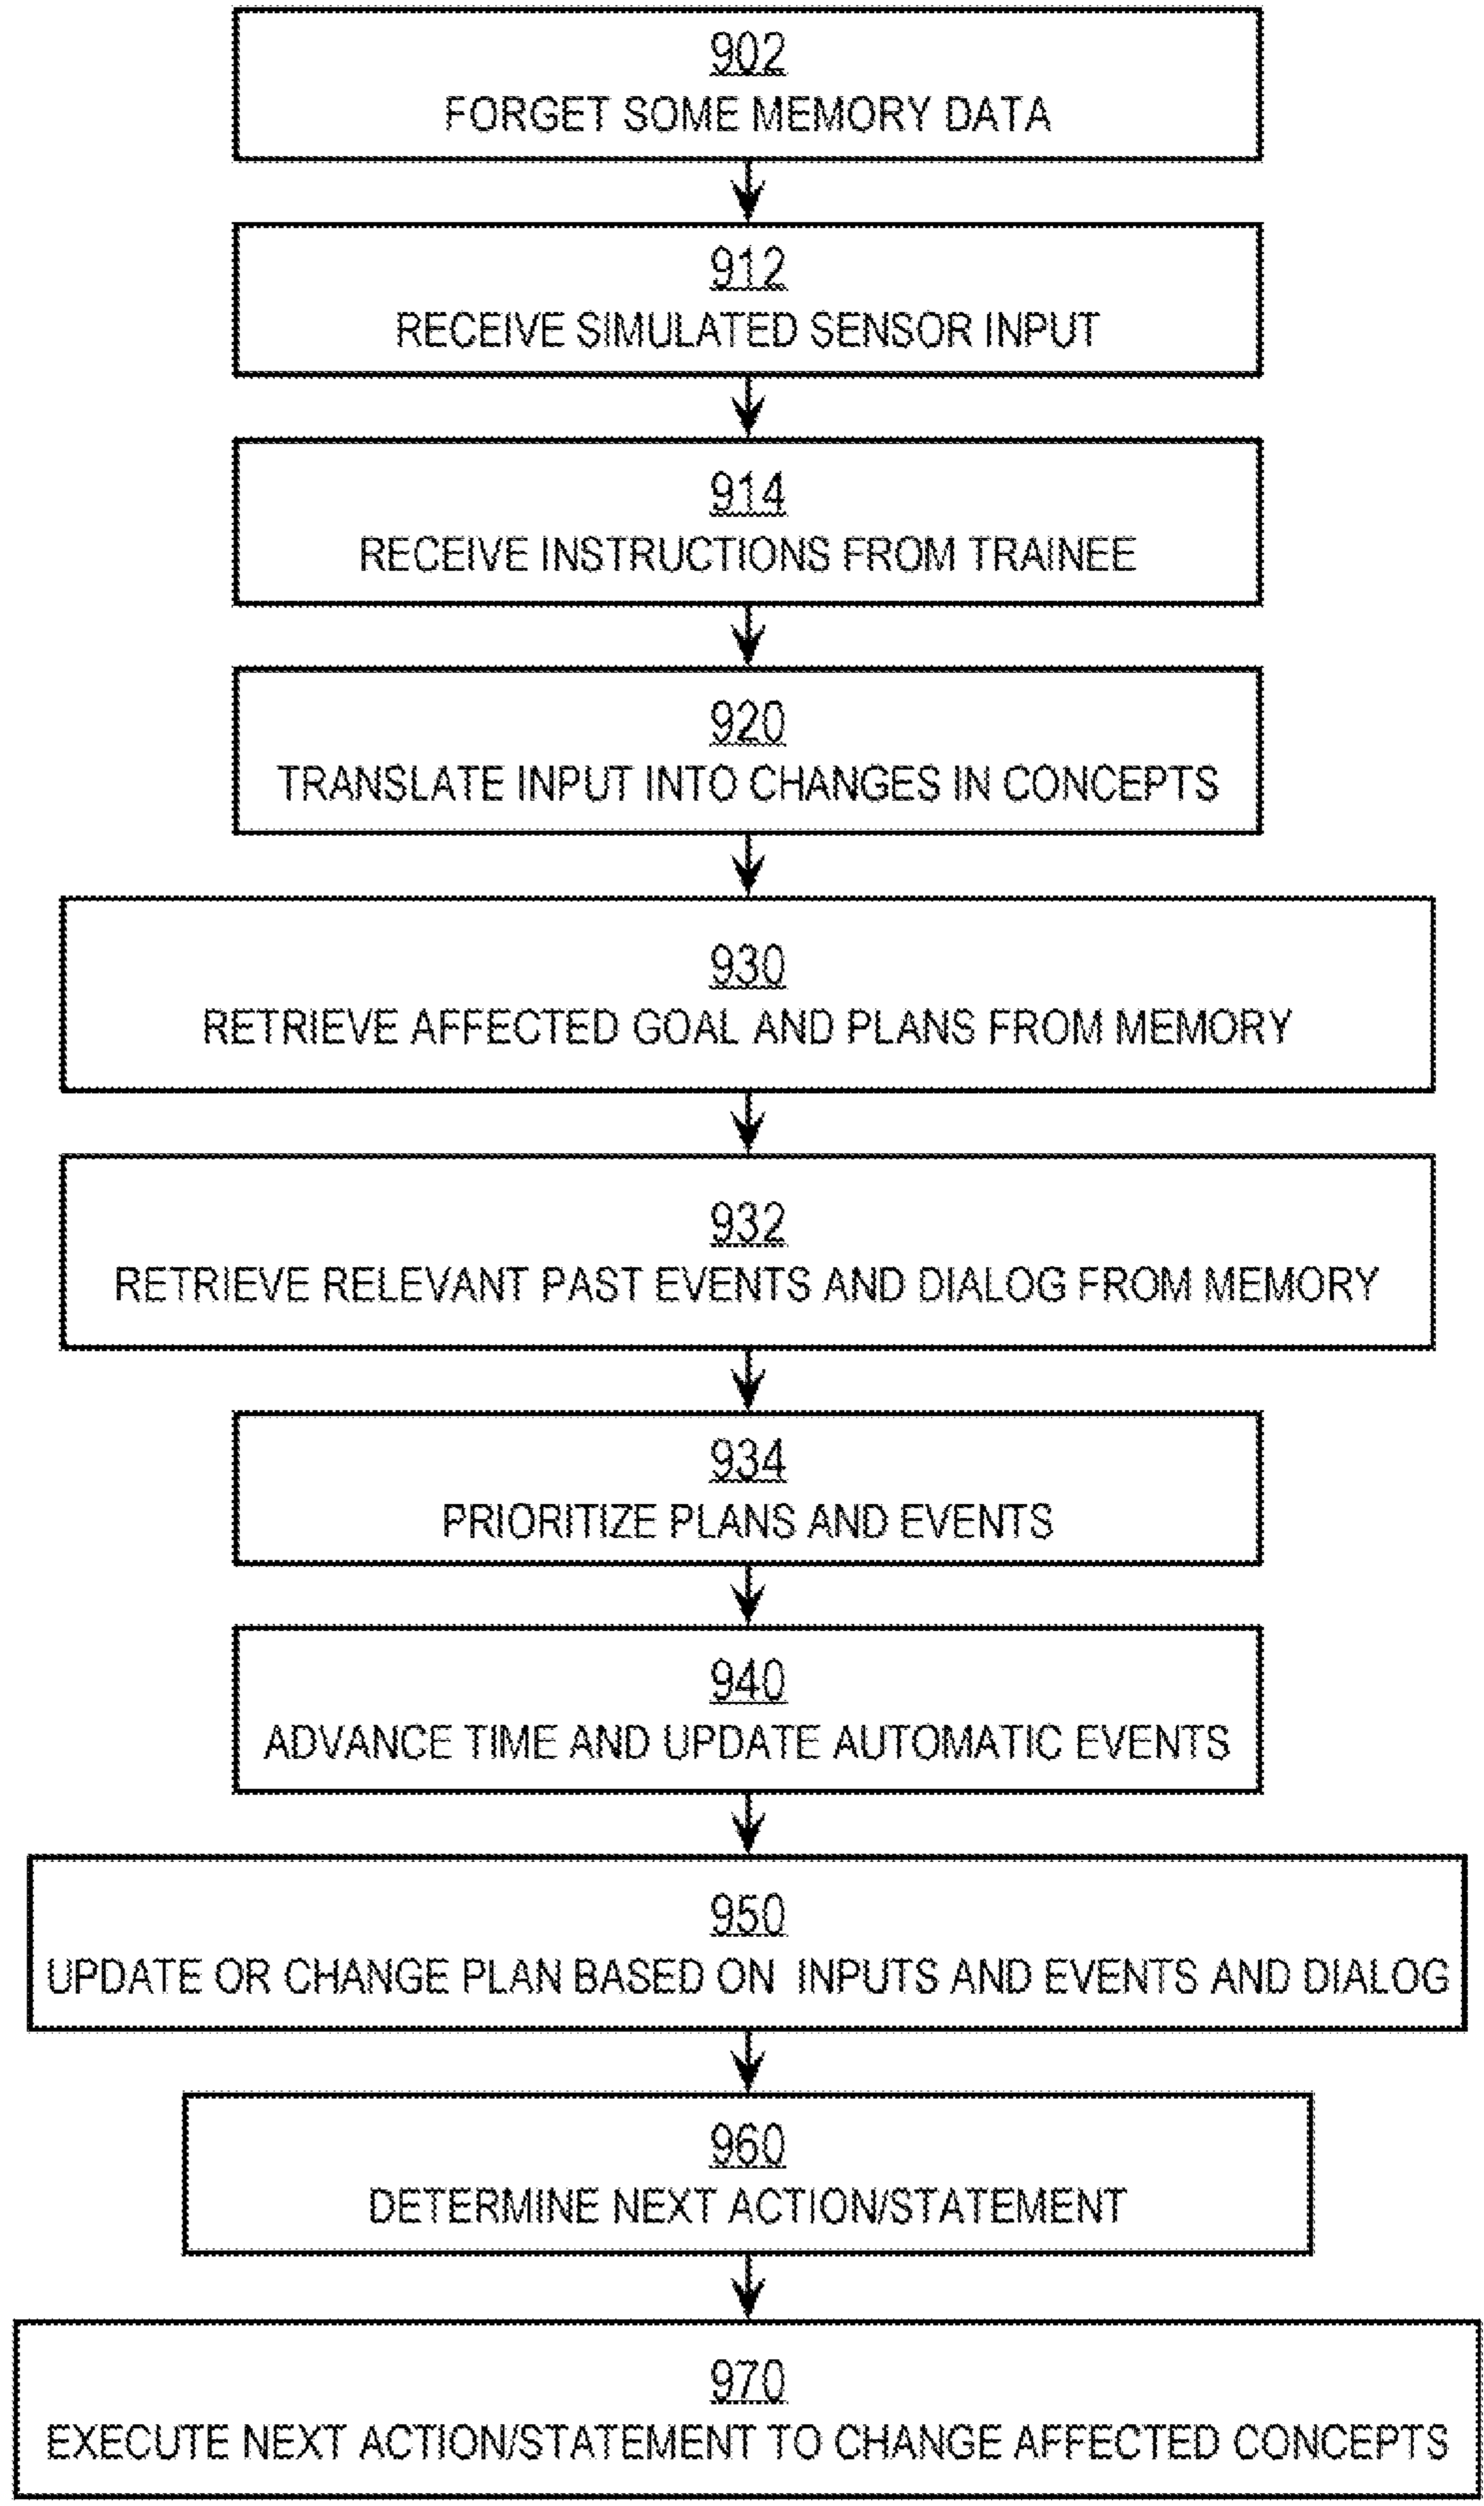 902
FORGET SOME MEMORY DATA
912
RECEIVE SIMULATED SENSOR INPUT
914
RECEIVE INSTRUCTIONS FROM TRAINEE
920
TRANSLATE INPUT INTO CHANGES IN CONCEPTS
930
RETRIEVE AFFECTED GOAL AND PLANS FROM MEMORY
932
RETRIEVE RELEVANT PAST EVENTS AND DIALOG FROM MEMORY
934
PRIORITIZE PLANS AND EVENTS
940
ADVANCE TIME AND UPDATE AUTOMATIC EVENTS
950
UPDATE OR CHANGE PLAN BASED ON INPUTS AND EVENTS AND DIALOG
960
DETERMINE NEXT ACTION/STATEMENT
970
EXECUTE NEXT ACTION/STATEMENT TO CHANGE AFFECTED CONCEPTS